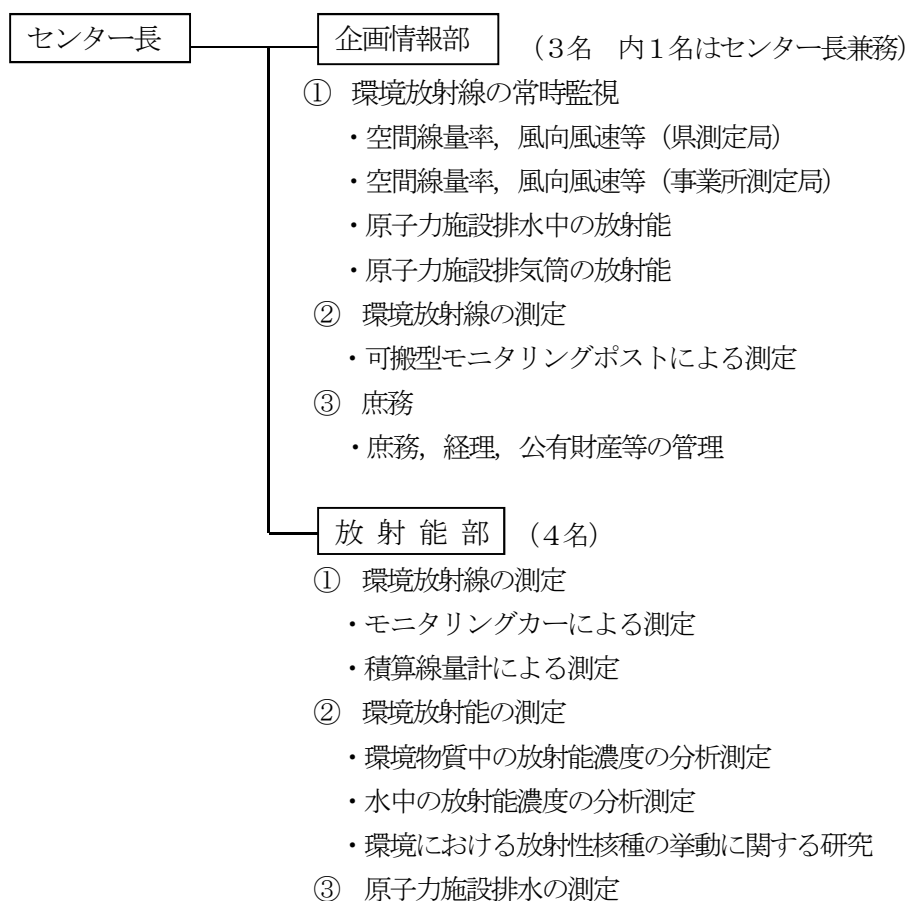 センター長 企画情報部 （３名 内１名はセンター長兼務）
① 環境放射線の常時監視
・空間線量率，風向風速等（県測定局）
・空間線量率，風向風速等（事業所測定局）
・原子力施設排水中の放射能
・原子力施設排気筒の放射能
② 環境放射線の測定
・可搬型モニタリングポストによる測定
③ 庶務
・庶務，経理，公有財産等の管理
放 射 能 部 （４名）
① 環境放射線の測定
・モニタリングカーによる測定
・積算線量計による測定
② 環境放射能の測定
・環境物質中の放射能濃度の分析測定
・水中の放射能濃度の分析測定
・環境における放射性核種の挙動に関する研究
③ 原子力施設排水の測定